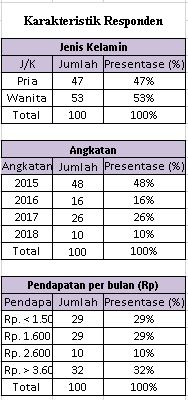 Karakteristik Responden
Jenis Kelamin
J/K Jumlah Presentase (%)
Pria 47 47%
Wanita 53 53%
Total 100 100%
Angkatan
Angkatan Jumlah Presentase (%)
2015 48 48%
2016 16 16%
2017 26 26%
2018 10 10%
Total 100 100%
Pendapatan per bulan (Rp)
Pendapa Jumlah Presentase (%)
Rp. < 1.50 29 29%
Rp. 1.600 29 29%
Rp. 2.600 10 10%
Rp. > 3.60 32 32%
Total 100 100%